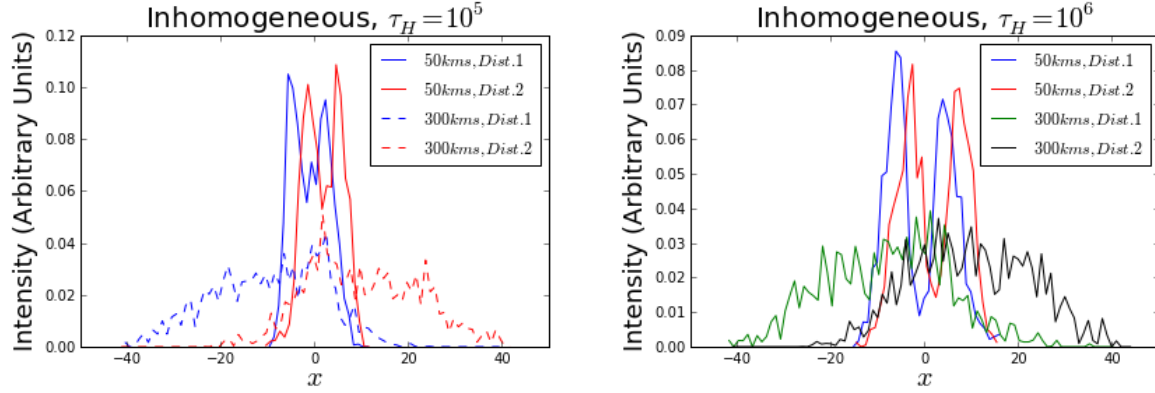 Inhomogeneous, τ_H=10^5
Intensity (Arbitrary Units)
0.12
0.10
0.08
0.06
0.04
0.02
0.00
50kms, Dist.1
50kms, Dist.2
300kms, Dist.1
300kms, Dist.2
−40
−20
0
20
40
x
Inhomogeneous, τ_H=10^6
Intensity (Arbitrary Units)
0.09
0.08
0.07
0.06
0.05
0.04
0.03
0.02
0.01
0.00
50kms, Dist.1
50kms, Dist.2
300kms, Dist.1
300kms, Dist.2
−40
−20
0
20
40
x